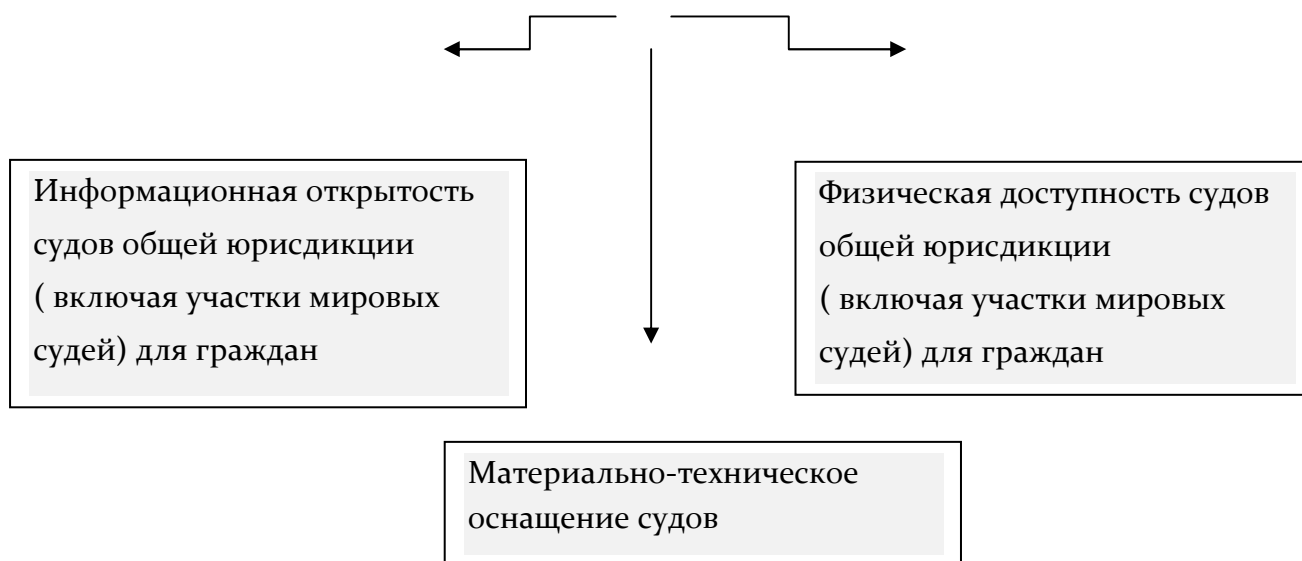 Информационная открытость
судов общей юрисдикции
( включая участки мировых
судей) для граждан
Физическая доступность судов
общей юрисдикции
( включая участки мировых
судей) для граждан
Материально-техническое
оснащение судов